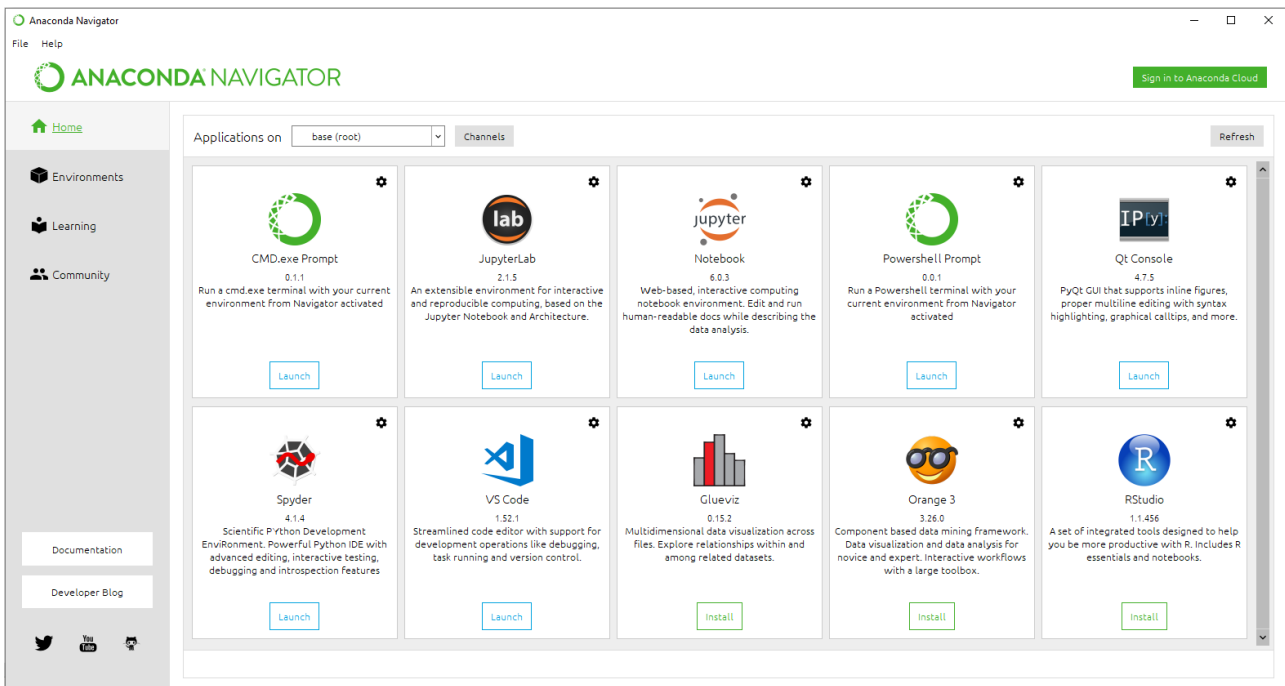 Anaconda Navigator
File Help
ANACONDA NAVIGATOR
Sign in to Anaconda Cloud
Home
Environments
Learning
Community
Documentation
Developer Blog
You
Tube
Applications on base (root) Channels Refresh
CMD.exe Prompt
0.1.1
Run a cmd.exe terminal with your current
environment from Navigator activated
Launch
lab
JupyterLab
2.1.5
An extensible environment for interactive
and reproducible computing, based on the
Jupyter Notebook and Architecture.
Launch
jupyter
Notebook
6.0.3
Web-based, interactive computing
notebook environment. Edit and run
human-readable docs while describing the
data analysis.
Launch
Powershell Prompt
0.0.1
Run a Powershell terminal with your
current environment from Navigator
activated
Launch
IP[y]:
Qt Console
4.7.5
PyQt GUI that supports inline figures,
proper multiline editing with syntax
highlighting, graphical calltips, and more.
Launch
Spyder
4.1.4
Scientific PYthon Development
EnviRonment. Powerful Python IDE with
advanced editing, interactive testing,
debugging and introspection features
Launch
VS Code
1.52.1
Streamlined code editor with support for
development operations like debugging,
task running and version control.
Launch
Glueviz
0.15.2
Multidimensional data visualization across
files. Explore relationships within and
among related datasets.
Install
Orange 3
3.26.0
Component based data mining framework.
Data visualization and data analysis for
novice and expert. Interactive workflows
with a large toolbox.
Install
R
RStudio
1.1.456
A set of integrated tools designed to help
you be more productive with R. Includes R
essentials and notebooks.
Install